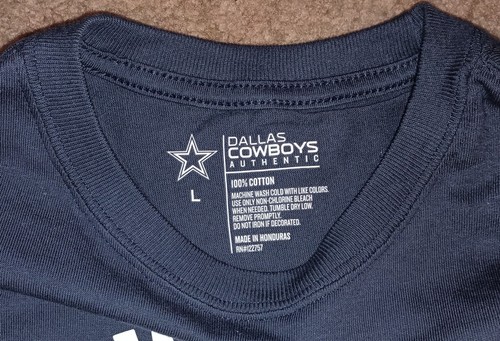 DALLAS
COWBOYS
AUTHENTIC
L
100% COTTON
MACHINE WASH COLD WITH LIKE COLORS.
USE ONLY NON-CHLORINE BLEACH
WHEN NEEDED. TUMBLE DRY LOW.
REMOVE PROMPTLY.
DO NOT IRON IF DECORATED.
MADE IN HONDURAS
RN#122757